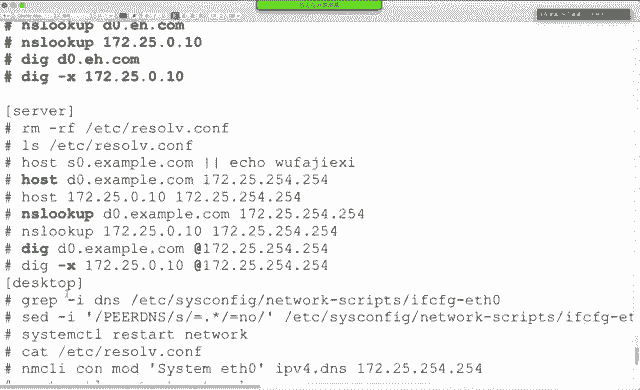 # nslookup d0.eh.com
# nslookup 172.25.0.10
# dig d0.eh.com
# dig -x 172.25.0.10
[server]
# rm -rf /etc/resolv.conf
# ls /etc/resolv.conf
# host s0.example.com || echo wufajiexi
# host d0.example.com 172.25.254.254
# host 172.25.0.10 172.25.254.254
# nslookup d0.example.com 172.25.254.254
# nslookup 172.25.0.10 172.25.254.254
# dig d0.example.com @172.25.254.254
# dig -x 172.25.0.10 @172.25.254.254
[desktop]
# grep -i dns /etc/sysconfig/network-scripts/ifcfg-eth0
# sed -i '/PEERDNS/s/=.*/=no/' /etc/sysconfig/network-scripts/ifcfg-et
# systemctl restart network
# cat /etc/resolv.conf
# nmcli con mod 'System eth0' ipv4.dns 172.25.254.254